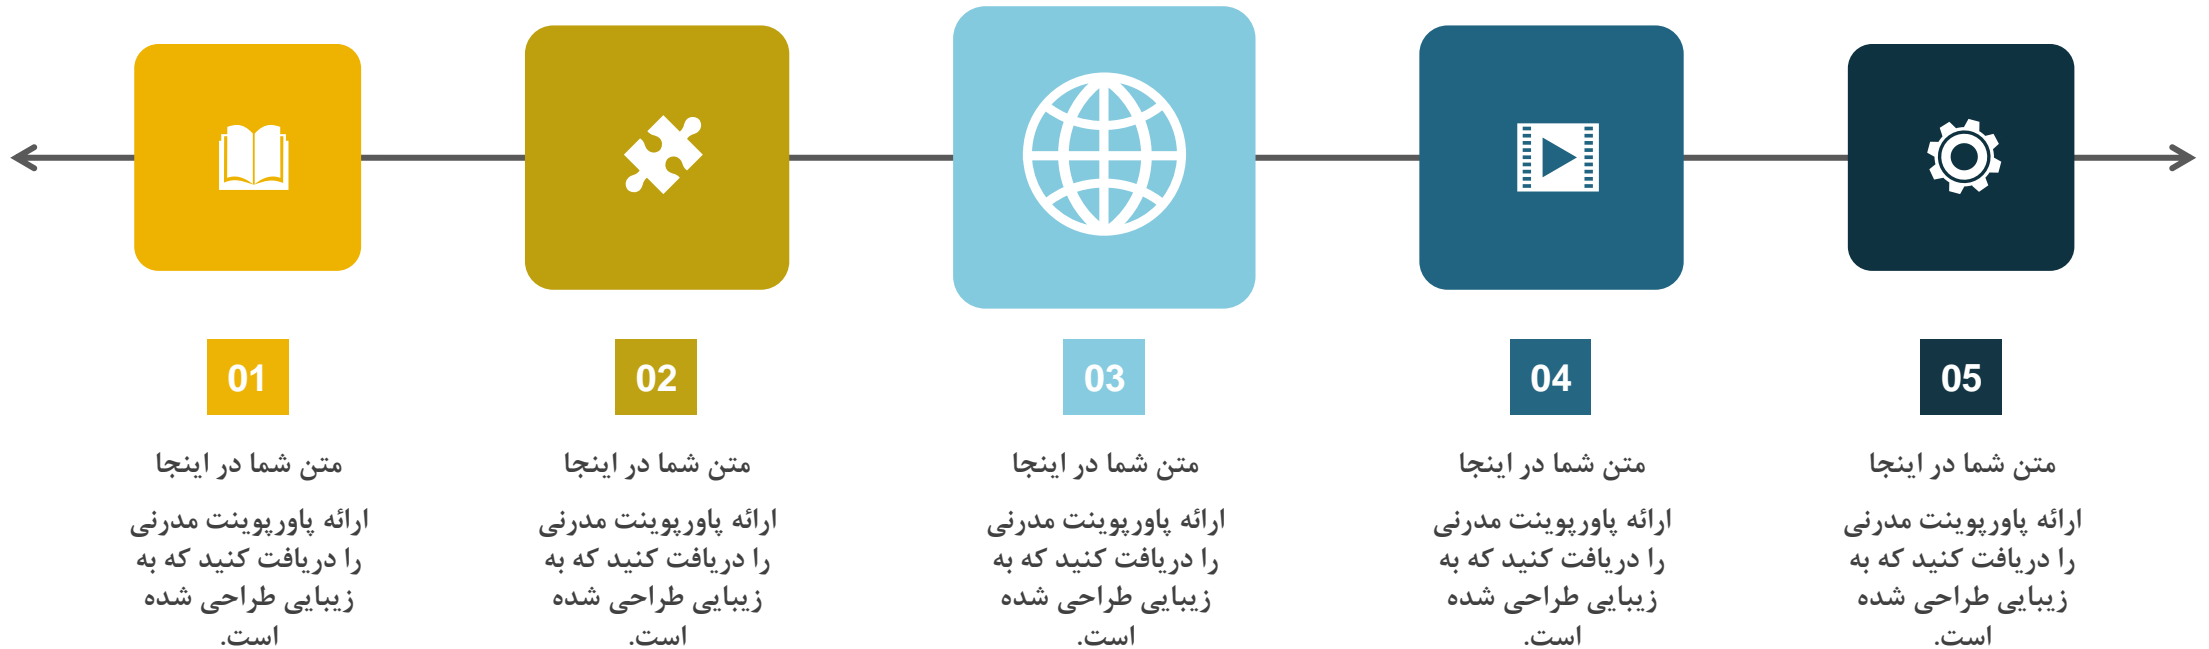 01
متن شما در اینجا
ارائه پاورپوینت مدرنی
را دریافت کنید که به
زیبایی طراحی شده
است.
02
متن شما در اینجا
ارائه پاورپوینت مدرنی
را دریافت کنید که به
زیبایی طراحی شده
است.
03
متن شما در اینجا
ارائه پاورپوینت مدرنی
را دریافت کنید که به
زیبایی طراحی شده
است.
04
متن شما در اینجا
ارائه پاورپوینت مدرنی
را دریافت کنید که به
زیبایی طراحی شده
است.
05
متن شما در اینجا
ارائه پاورپوینت مدرنی
را دریافت کنید که به
زیبایی طراحی شده
است.